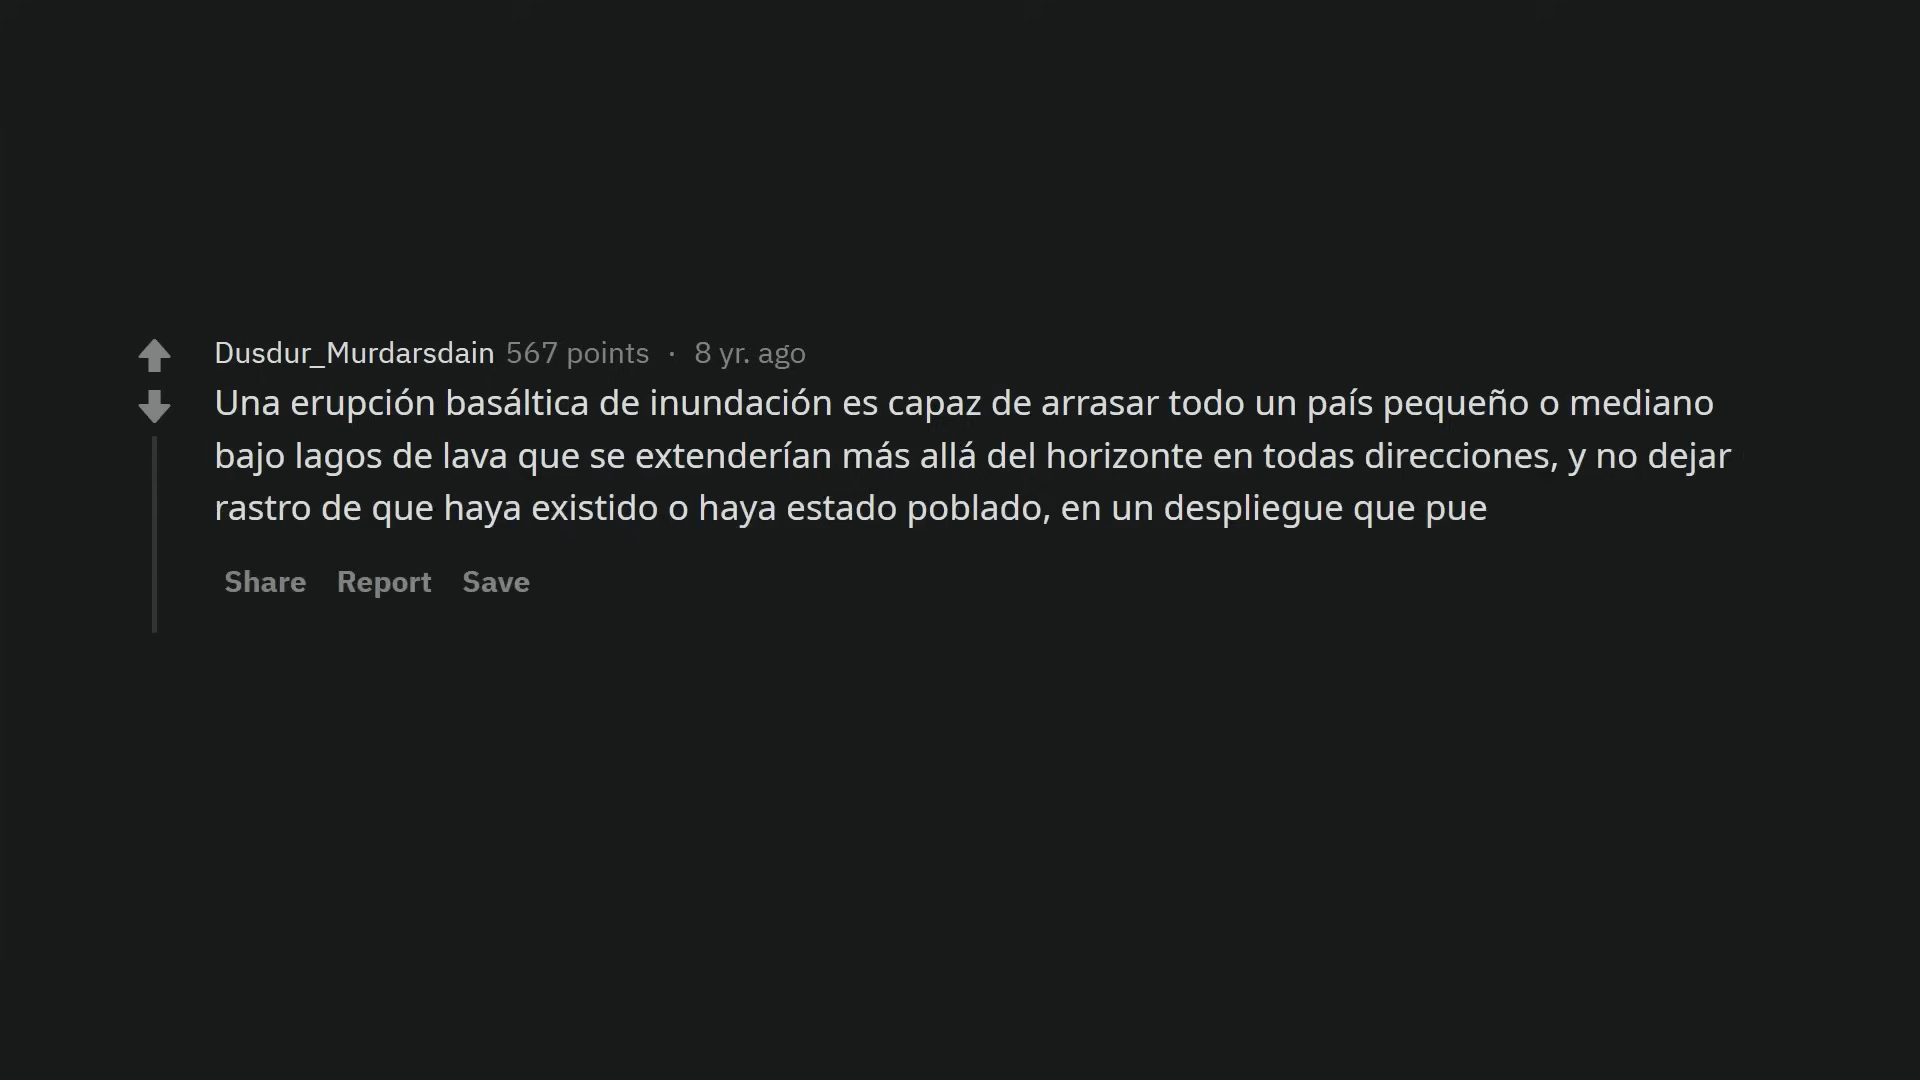 Dusdur_Murdarsdain 567 points · 8 yr. ago
Una erupción basáltica de inundación es capaz de arrasar todo un país pequeño o mediano
bajo lagos de lava que se extenderían más allá del horizonte en todas direcciones, y no dejar
rastro de que haya existido o haya estado poblado, en un despliegue que pue
Share Report Save